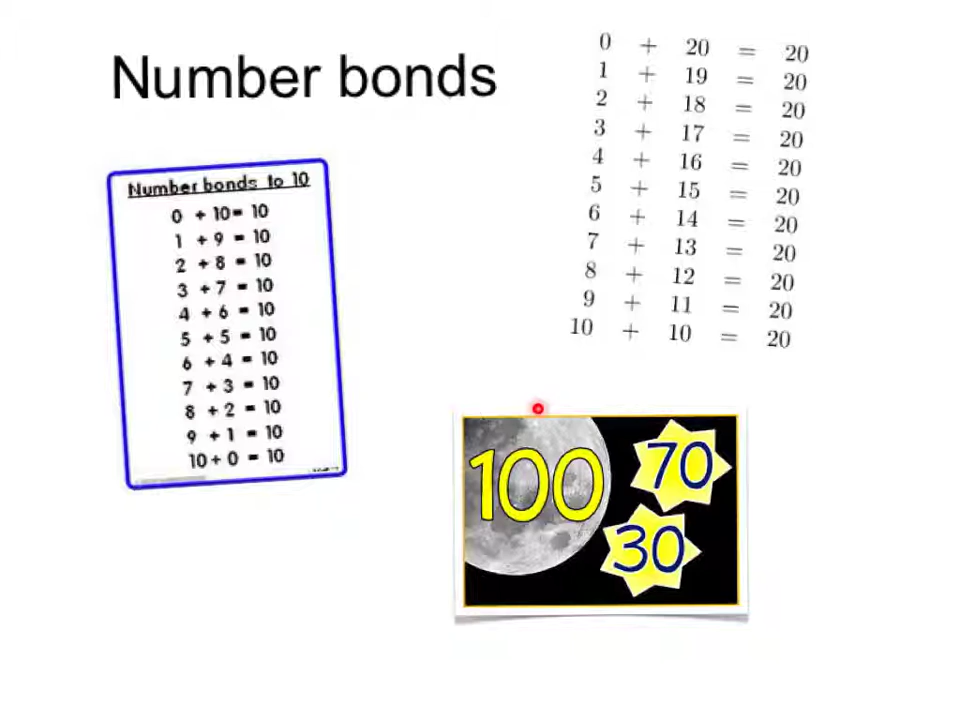 Number bonds
0 + 20 = 20
1 + 19 = 20
2 + 18 = 20
3 + 17 = 20
4 + 16 = 20
5 + 15 = 20
6 + 14 = 20
7 + 13 = 20
8 + 12 = 20
9 + 11 = 20
10 + 10 = 20
Number bonds to 10
0 + 10 = 10
1 + 9 = 10
2 + 8 = 10
3 + 7 = 10
4 + 6 = 10
5 + 5 = 10
6 + 4 = 10
7 + 3 = 10
8 + 2 = 10
9 + 1 = 10
10 + 0 = 10
100
70
30